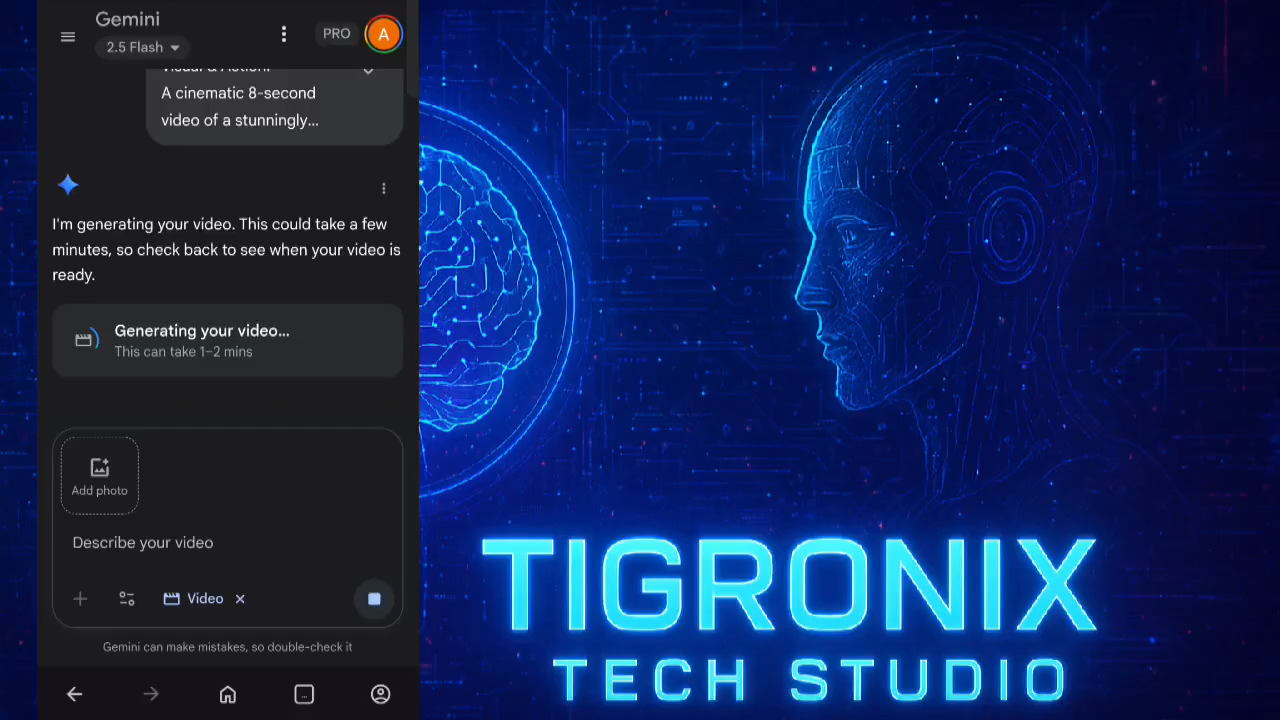 Gemini
2.5 Flash
PRO
A
Visual & Action:
A cinematic 8-second
video of a stunningly...
I'm generating your video. This could take a few
minutes, so check back to see when your video is
ready.
Generating your video...
This can take 1–2 mins
Add photo
Describe your video
Video
Gemini can make mistakes, so double-check it
TIGRONIX
TECH STUDIO